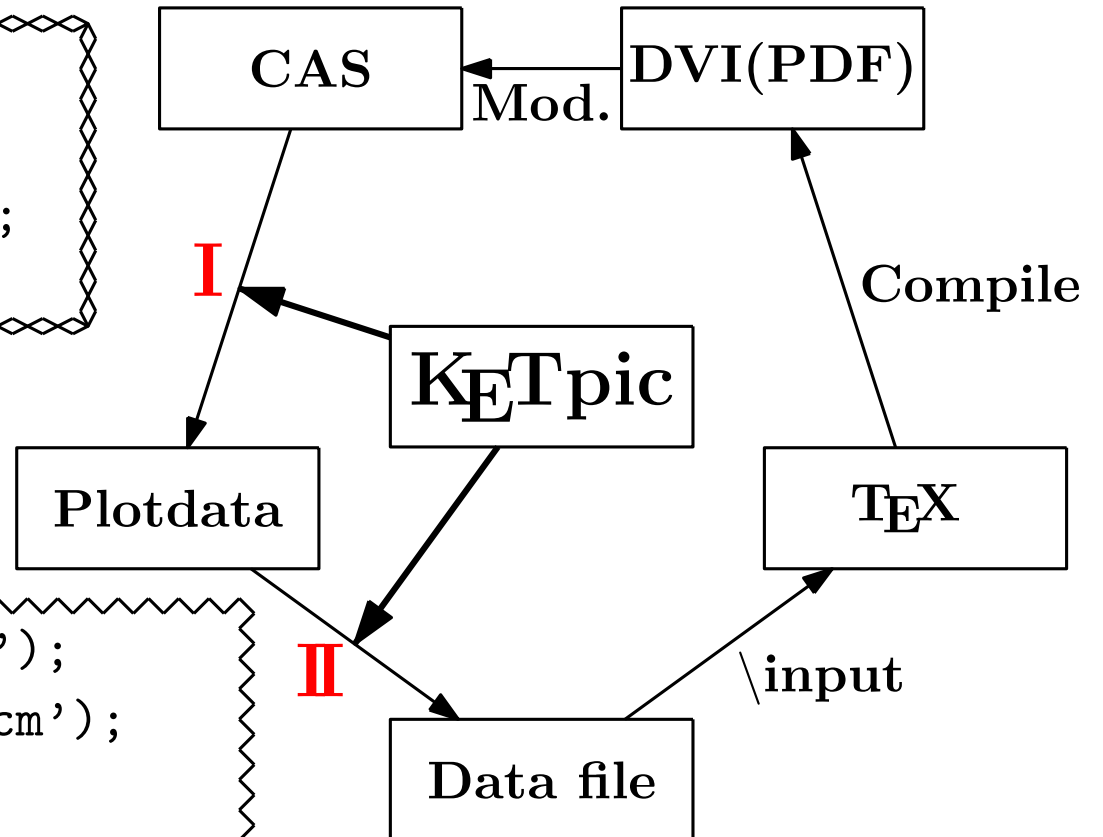 CAS
DVI(PDF)
Mod.
;
I
Compile
KETpic
Plotdata
TEX
');
II
\input
cm');
Data file